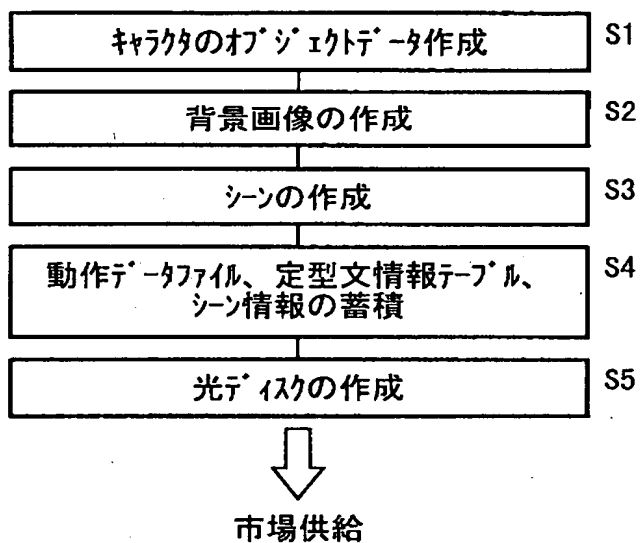 ｷｬﾗｸﾀのｵﾌﾞｼﾞｪｸﾄﾃﾞｰﾀ作成 S1
背景画像の作成 S2
ｼｰﾝの作成 S3
動作ﾃﾞｰﾀﾌｧｲﾙ、定型文情報ﾃｰﾌﾞﾙ、 S4
ｼｰﾝ情報の蓄積
光ﾃﾞｨｽｸの作成 S5
市場供給